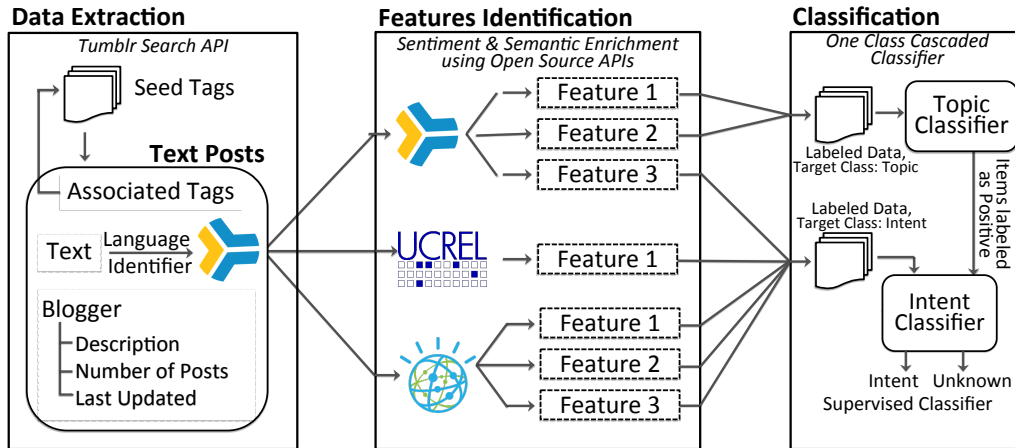 Data Extraction
Tumblr Search API
Seed Tags
Text Posts
Associated Tags
Text
Language
Identifier
Blogger
Description
Number of Posts
Last Updated
Features Identification
Sentiment & Semantic Enrichment
using Open Source APIs
Feature 1
Feature 2
Feature 3
UCREL
Feature 1
Feature 1
Feature 2
Feature 3
Classification
One Class Cascaded
Classifier
Topic
Classifier
Labeled Data,
Target Class: Topic
Items labeled
as Positive
Labeled Data,
Target Class: Intent
Intent
Classifier
Intent Unknown
Supervised Classifier